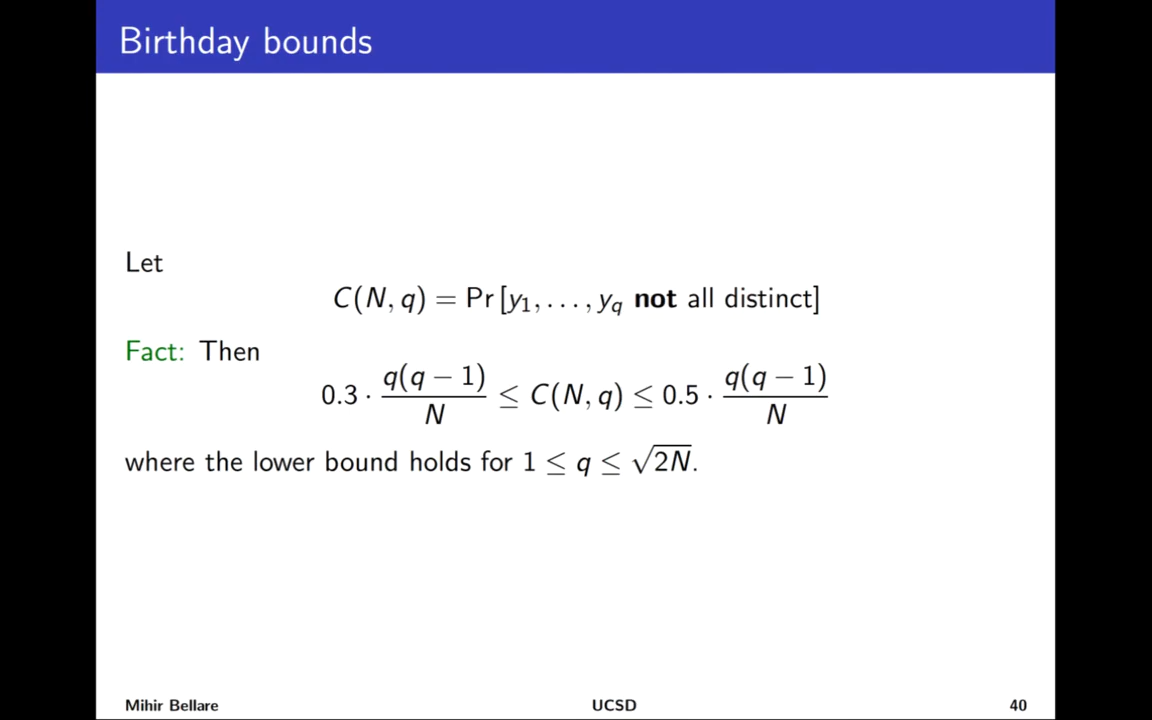 Birthday bounds
Let
C(N, q) = Pr [y₁, . . . , y_q not all distinct]
Fact: Then
0.3 · q(q − 1)/N ≤ C(N, q) ≤ 0.5 · q(q − 1)/N
where the lower bound holds for 1 ≤ q ≤ √2N.
Mihir Bellare UCSD 40